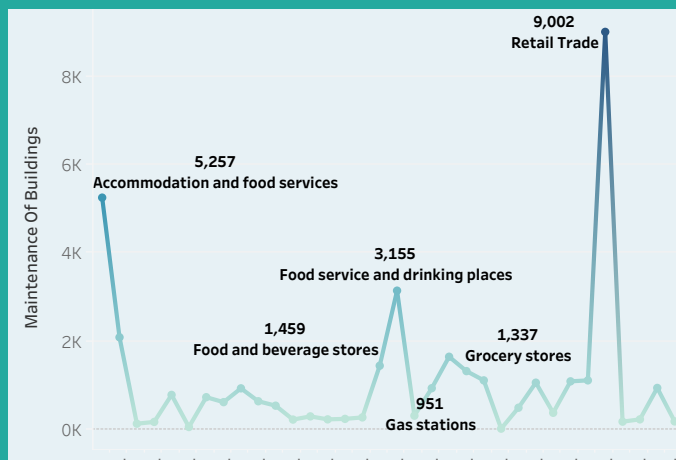 9,002
Retail Trade
8K
6K
5,257
Accommodation and food services
4K
3,155
Food service and drinking places
2K
1,459
Food and beverage stores
1,337
Grocery stores
951
Gas stations
0K
Maintenance Of Buildings